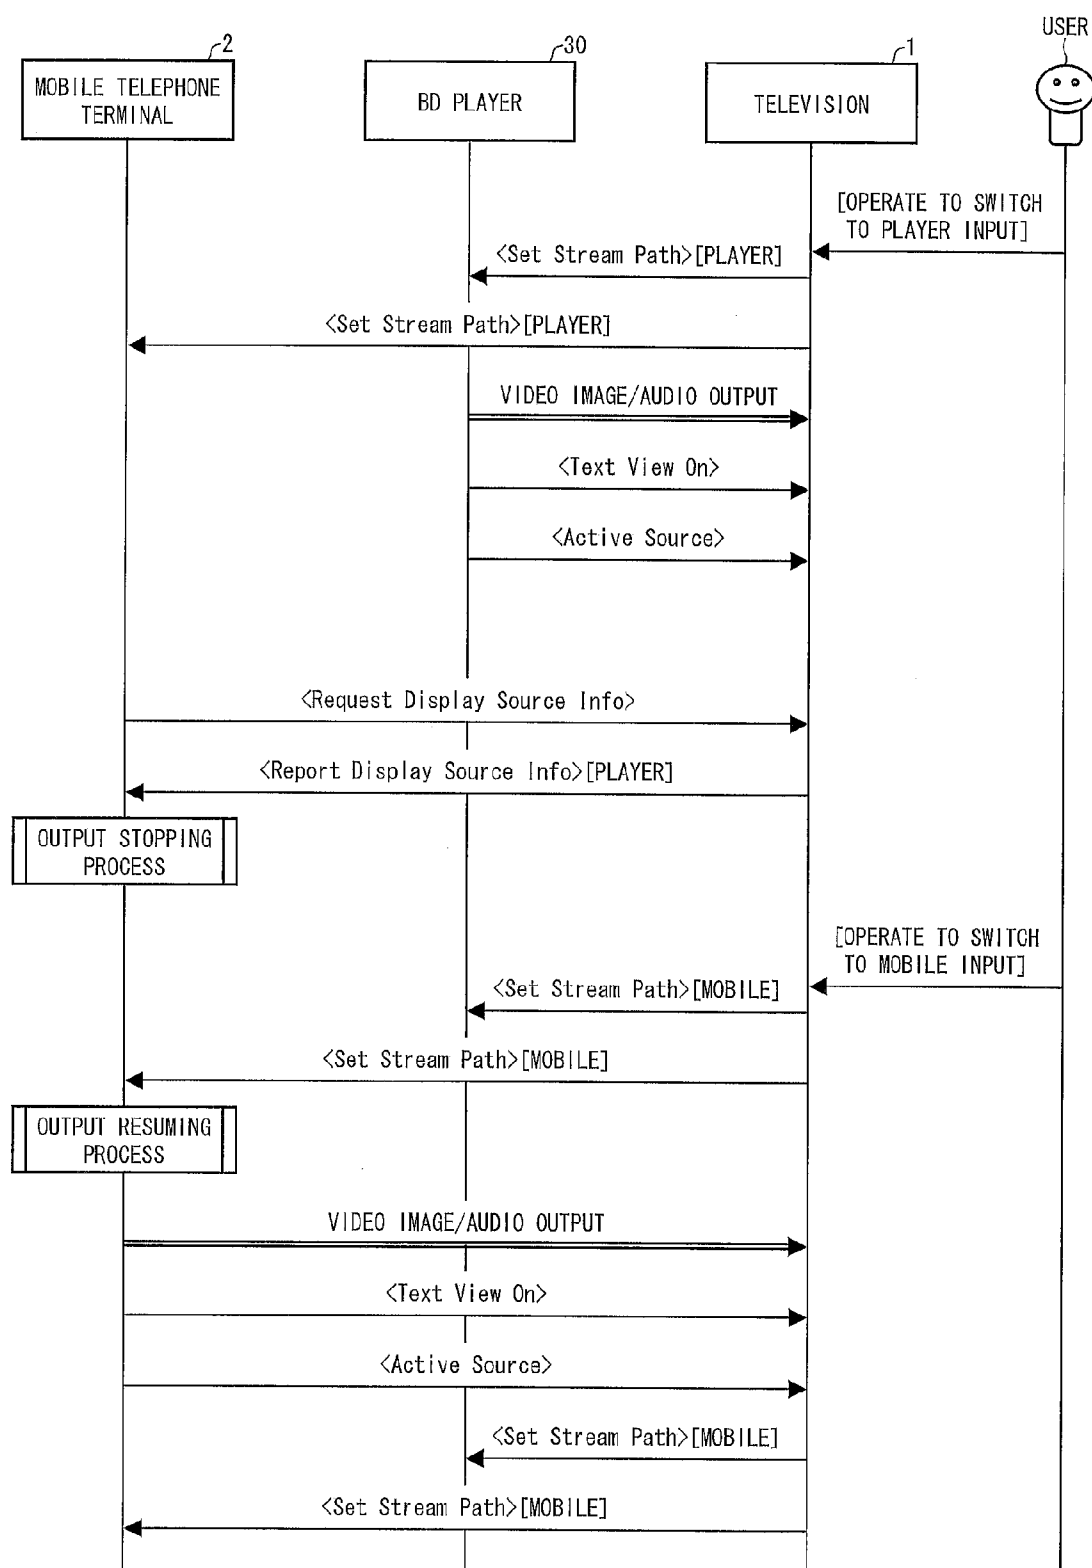 USER
2
30
1
MOBILE TELEPHONE
TERMINAL
BD PLAYER
TELEVISION
[OPERATE TO SWITCH
TO PLAYER INPUT]
<Set Stream Path>[PLAYER]
<Set Stream Path>[PLAYER]
VIDEO IMAGE/AUDIO OUTPUT
<Text View On>
<Active Source>
<Request Display Source Info>
<Report Display Source Info>[PLAYER]
OUTPUT STOPPING
PROCESS
[OPERATE TO SWITCH
TO MOBILE INPUT]
<Set Stream Path>[MOBILE]
<Set Stream Path>[MOBILE]
OUTPUT RESUMING
PROCESS
VIDEO IMAGE/AUDIO OUTPUT
<Text View On>
<Active Source>
<Set Stream Path>[MOBILE]
<Set Stream Path>[MOBILE]